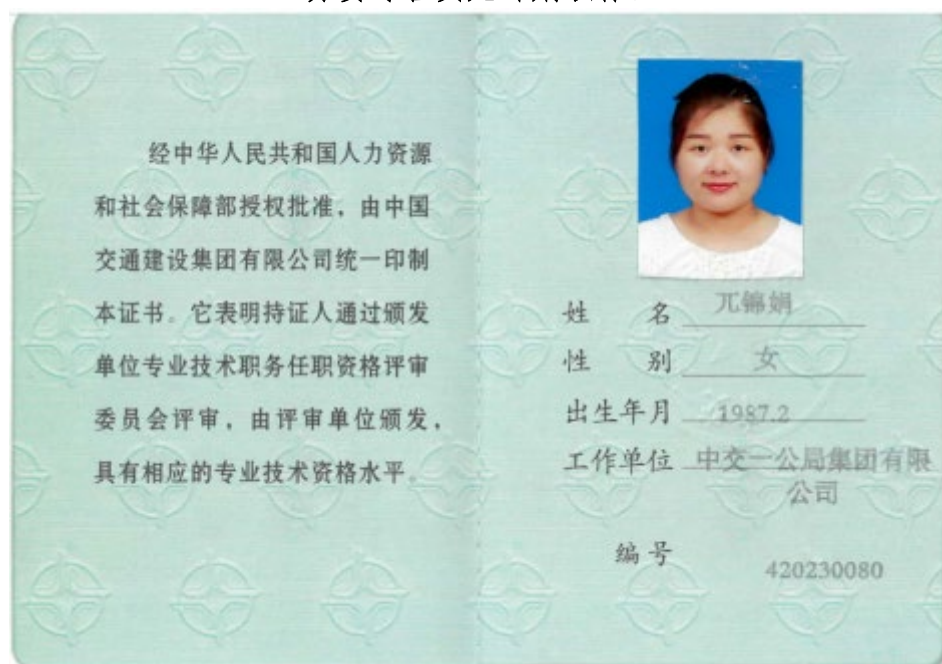 经中华人民共和国人力资源
和社会保障部授权批准，由中国
交通建设集团有限公司统一印制
本证书。它表明持证人通过颁发
单位专业技术职务任职资格评审
委员会评审，由评审单位颁发，
具有相应的专业技术资格水平。
姓 名 兀锦娟
性 别 女
出生年月 1987.2
工作单位 中交一公局集团有限
公司
编号 420230080